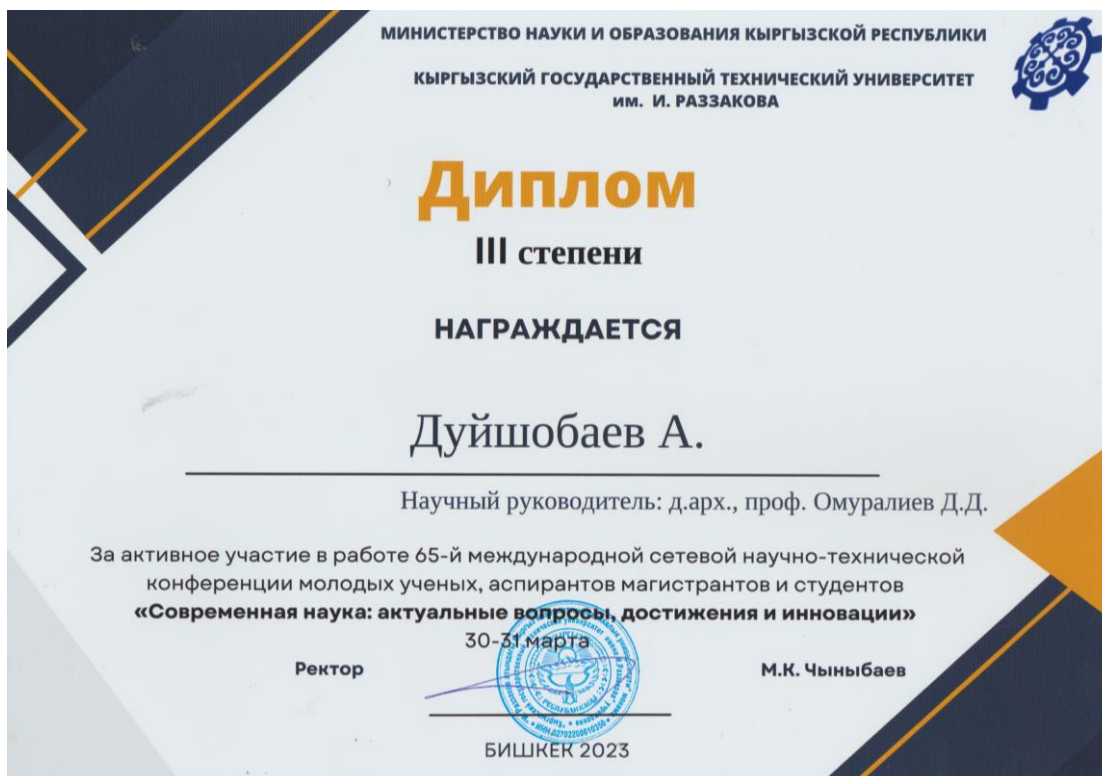 МИНИСТЕРСТВО НАУКИ И ОБРАЗОВАНИЯ КЫРГЫЗСКОЙ РЕСПУБЛИКИ
КЫРГЫЗСКИЙ ГОСУДАРСТВЕННЫЙ ТЕХНИЧЕСКИЙ УНИВЕРСИТЕТ
им. И. РАЗЗАКОВА
Диплом
III степени
НАГРАЖДАЕТСЯ
Дуйшобаев А.
Научный руководитель: д.арх., проф. Омуралиев Д.Д.
За активное участие в работе 65-й международной сетевой научно-технической
конференции молодых ученых, аспирантов магистрантов и студентов
«Современная наука: актуальные вопросы, достижения и инновации»
30-31 марта
Ректор
М.К. Чыныбаев
БИШКЕК 2023